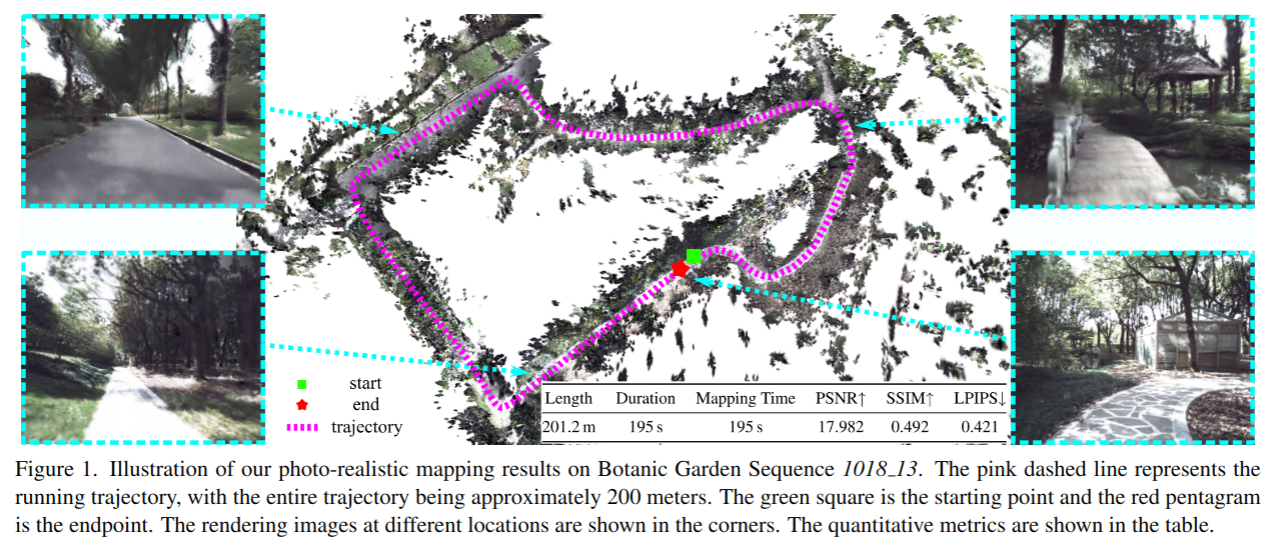 start
end
trajectory
Length Duration Mapping Time PSNR↑ SSIM↑ LPIPS↓
201.2 m 195 s 195 s 17.982 0.492 0.421
Figure 1. Illustration of our photo-realistic mapping results on Botanic Garden Sequence 1018_13. The pink dashed line represents the
running trajectory, with the entire trajectory being approximately 200 meters. The green square is the starting point and the red pentagram
is the endpoint. The rendering images at different locations are shown in the corners. The quantitative metrics are shown in the table.